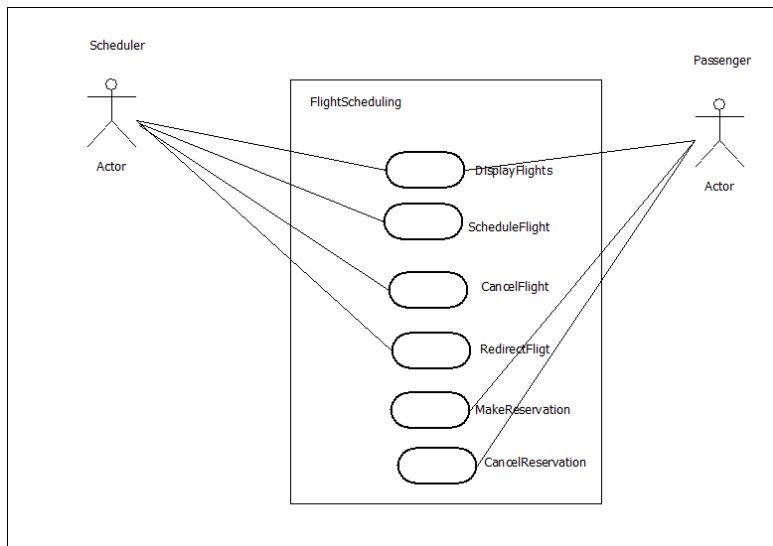 Scheduler
Passenger
FlightScheduling
Actor
DisplayFlights
Actor
ScheduleFlight
CancelFlight
RedirectFligt
MakeReservation
CancelReservation